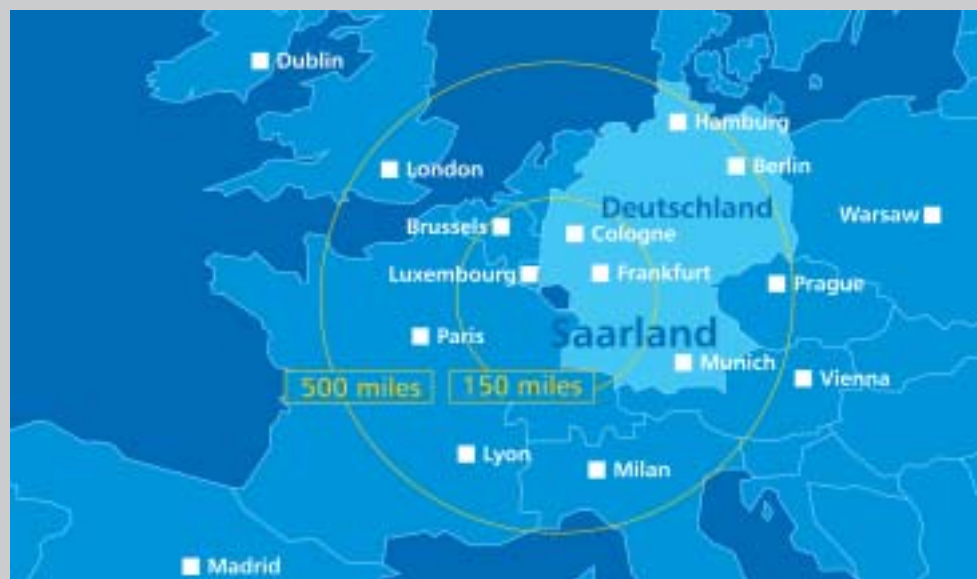 Dublin
Hamburg
London
Berlin
Deutschland
Warsaw
Brussels
Cologne
Luxembourg
Frankfurt
Prague
Saarland
Paris
Munich
Vienna
500 miles
150 miles
Lyon
Milan
Madrid